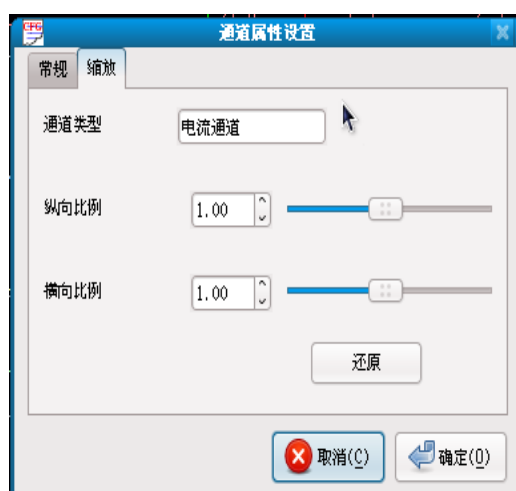 CFG
通道属性设置
常规 缩放
通道类型 电流通道
纵向比例 1.00
横向比例 1.00
还原
取消(C) 确定(O)